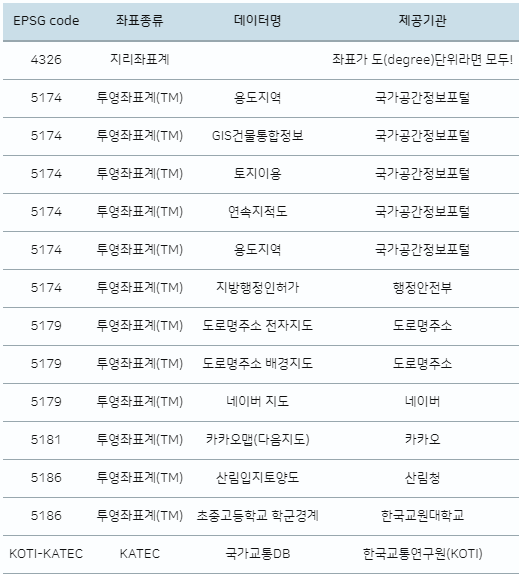 EPSG code 좌표종류 데이터명 제공기관
4326 지리좌표계 좌표가 도(degree)단위라면 모두!
5174 투영좌표계(TM) 용도지역 국가공간정보포털
5174 투영좌표계(TM) GIS건물통합정보 국가공간정보포털
5174 투영좌표계(TM) 토지이용 국가공간정보포털
5174 투영좌표계(TM) 연속지적도 국가공간정보포털
5174 투영좌표계(TM) 용도지역 국가공간정보포털
5174 투영좌표계(TM) 지방행정인허가 행정안전부
5179 투영좌표계(TM) 도로명주소 전자지도 도로명주소
5179 투영좌표계(TM) 도로명주소 배경지도 도로명주소
5179 투영좌표계(TM) 네이버 지도 네이버
5181 투영좌표계(TM) 카카오맵(다음지도) 카카오
5186 투영좌표계(TM) 산림입지토양도 산림청
5186 투영좌표계(TM) 초중고등학교 학군경계 한국교원대학교
KOTI-KATEC KATEC 국가교통DB 한국교통연구원(KOTI)